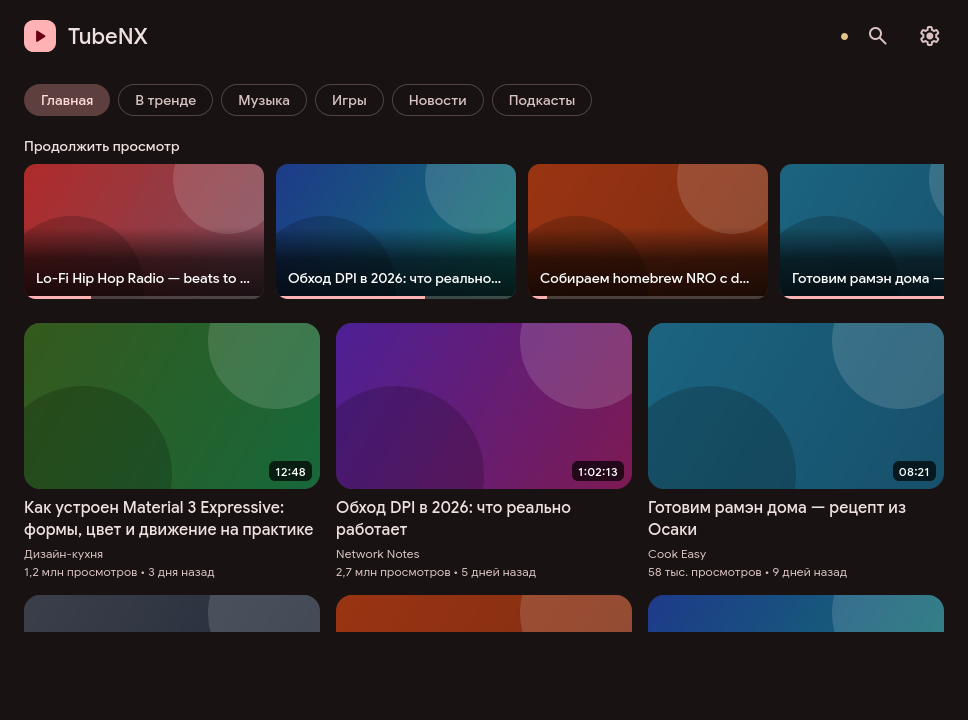 TubeNX
Главная
В тренде
Музыка
Игры
Новости
Подкасты
Продолжить просмотр
Lo-Fi Hip Hop Radio — beats to ...
Обход DPI в 2026: что реально...
Собираем homebrew NRO с d...
Готовим рамэн дома —
12:48
1:02:13
08:21
Как устроен Material 3 Expressive:
формы, цвет и движение на практике
Дизайн-кухня
1,2 млн просмотров • 3 дня назад
Обход DPI в 2026: что реально
работает
Network Notes
2,7 млн просмотров • 5 дней назад
Готовим рамэн дома — рецепт из
Осаки
Cook Easy
58 тыс. просмотров • 9 дней назад